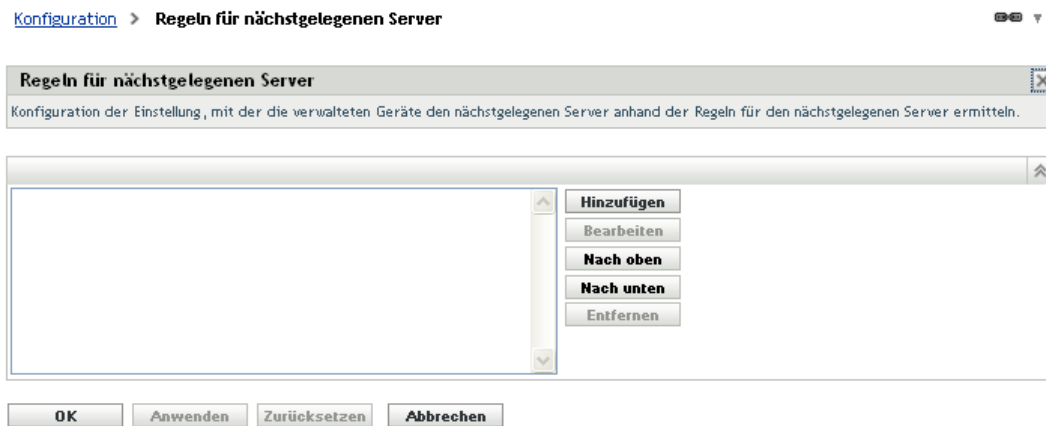 Konfiguration > Regeln für nächstgelegenen Server
Regeln für nächstgelegenen Server
Konfiguration der Einstellung, mit der die verwalteten Geräte den nächstgelegenen Server anhand der Regeln für den nächstgelegenen Server ermitteln.
Hinzufügen
Bearbeiten
Nach oben
Nach unten
Entfernen
OK Anwenden Zurücksetzen Abbrechen